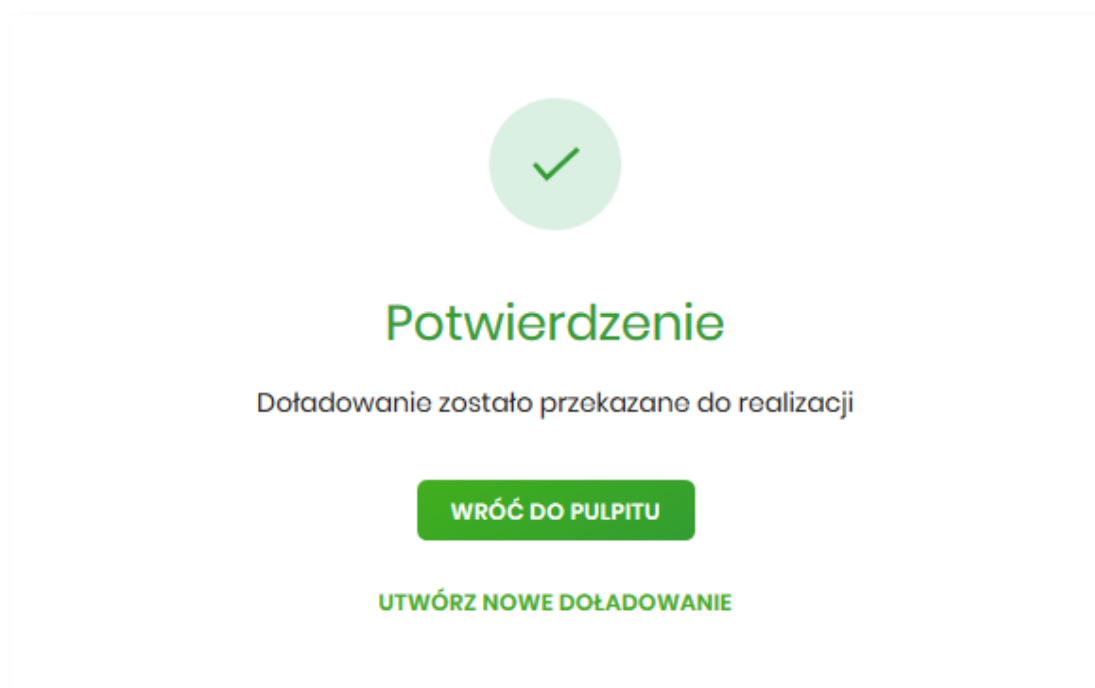 Potwierdzenie
Doładowanie zostało przekazane do realizacji
WRÓĆ DO PULPITU
UTWÓRZ NOWE DOŁADOWANIE